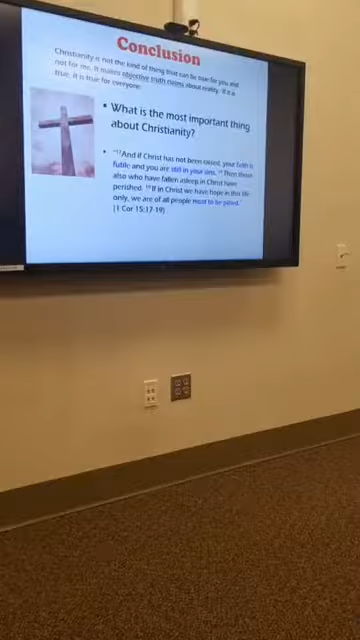 Conclusion
Christianity is not the kind of thing that can be true for you and
not for me. It makes objective truth claims about reality. If it is
true, it is true for everyone.
• What is the most important thing
about Christianity?
• "17And if Christ has not been raised, your faith is
futile and you are still in your sins. 18 Then those
also who have fallen asleep in Christ have
perished. 19 If in Christ we have hope in this life
only, we are of all people most to be pitied."
(1 Cor 15:17-19)